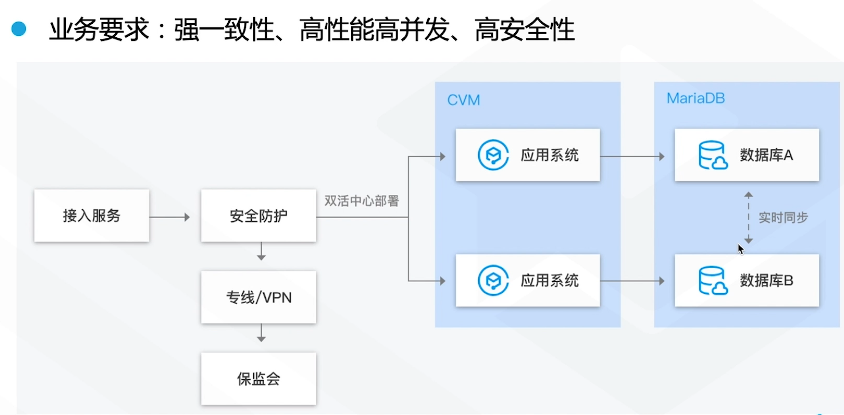 业务要求：强一致性、高性能高并发、高安全性
CVM
MariaDB
应用系统
数据库A
双活中心部署
接入服务
安全防护
实时同步
专线/VPN
应用系统
数据库B
保监会